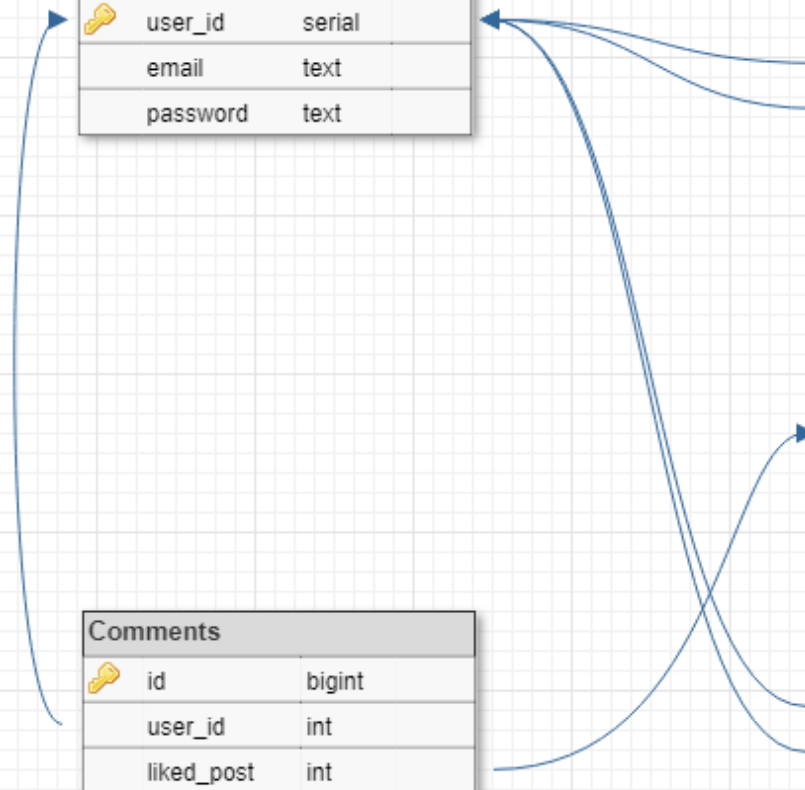 user_id serial
email text
password text
Comments
id bigint
user_id int
liked_post int